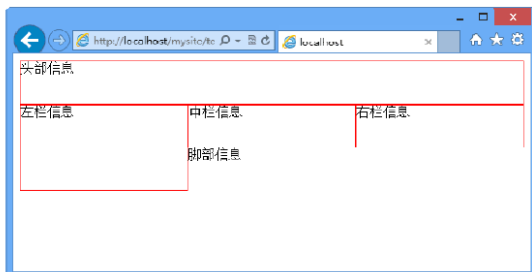 http://localhost/mysite/te
localhost
头部信息
左栏信息 中栏信息 右栏信息
脚部信息